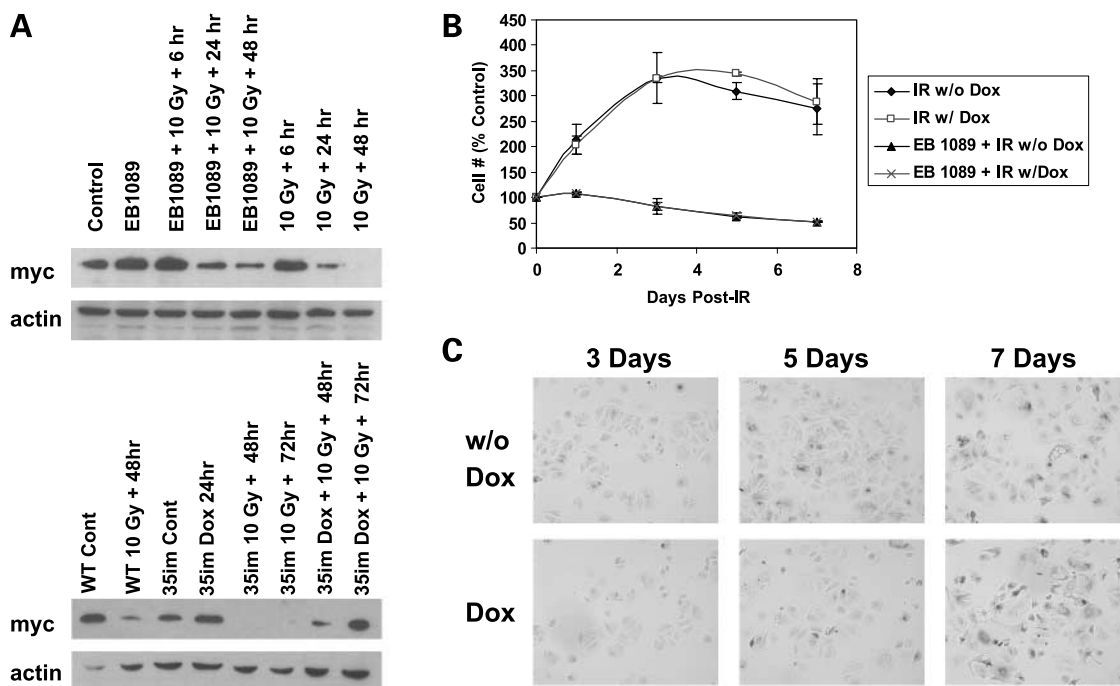 A
Control
EB1089
EB1089 + 10 Gy + 6 hr
EB1089 + 10 Gy + 24 hr
EB1089 + 10 Gy + 48 hr
10 Gy + 6 hr
10 Gy + 24 hr
10 Gy + 48 hr
myc
actin
WT Cont
WT 10 Gy + 48hr
35im Cont
35im Dox 24hr
35im 10 Gy + 48hr
35im 10 Gy + 72hr
35im Dox + 10 Gy + 48hr
35im Dox + 10 Gy + 72hr
myc
actin
B
Cell # (% Control)
450
400
350
300
250
200
150
100
50
0
0 2 4 6 8
Days Post-IR
IR w/o Dox
IR w/ Dox
EB 1089 + IR w/o Dox
EB 1089 + IR w/Dox
C
3 Days 5 Days 7 Days
w/o
Dox
Dox